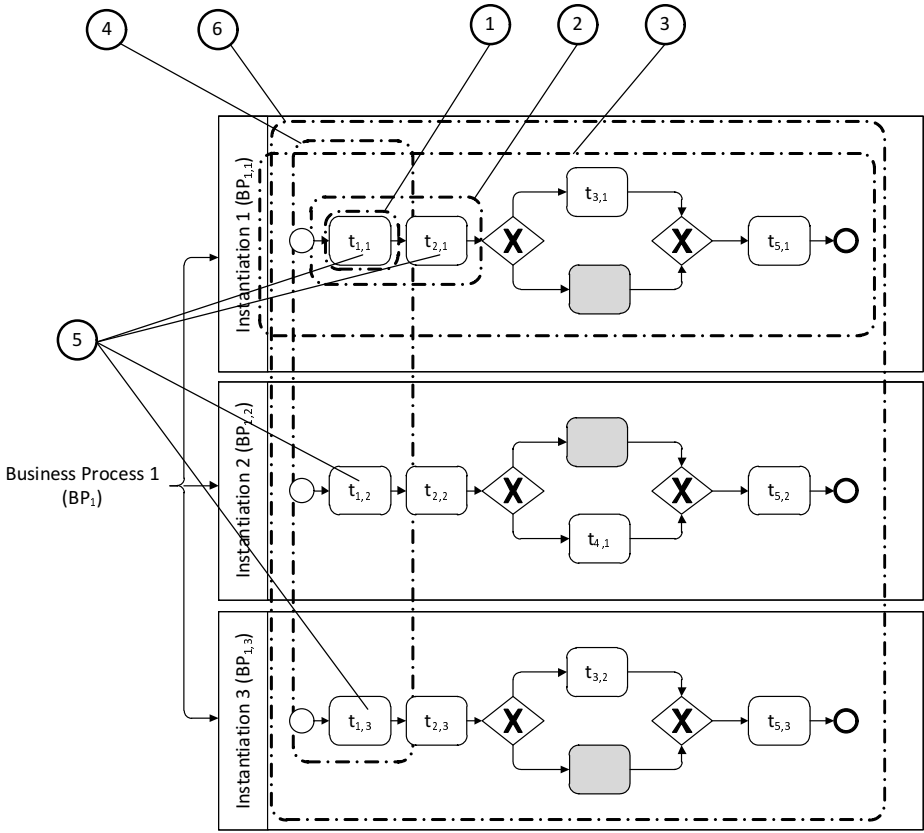 4
6
1
2
3
Instantiation 1 (BP1,1)
t1,1
t2,1
X
t3,1
X
t5,1
5
Business Process 1
(BP1)
Instantiation 2 (BP1,2)
t1,2
t2,2
X
t4,1
X
t5,2
Instantiation 3 (BP1,3)
t1,3
t2,3
X
t3,2
X
t5,3